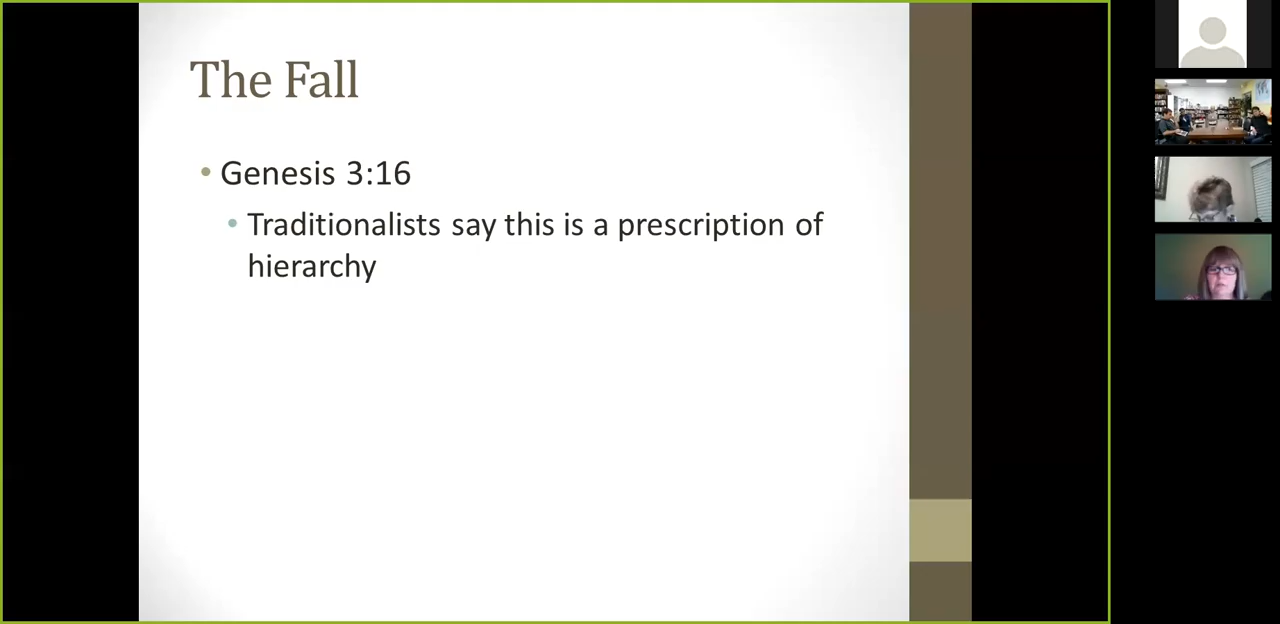 The Fall
• Genesis 3:16
• Traditionalists say this is a prescription of
hierarchy